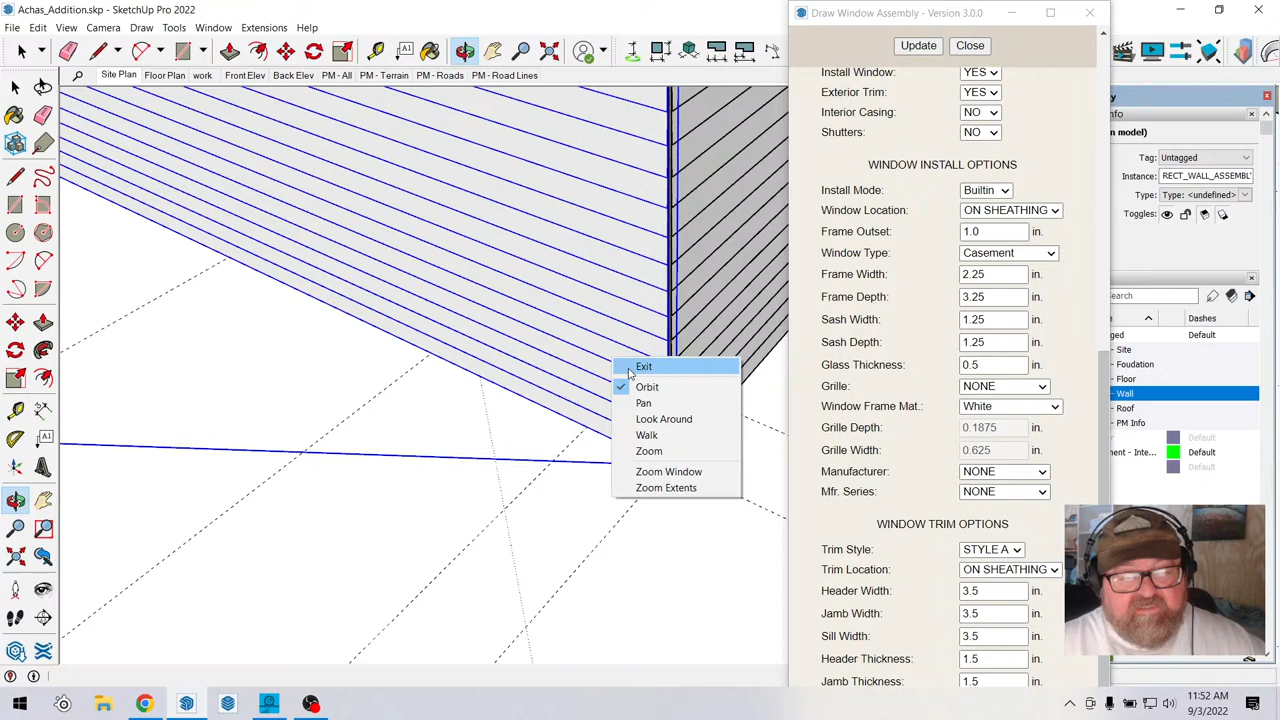 Achas_Addition.skp - SketchUp Pro 2022
File Edit View Camera Draw Tools Window Extensions Help
Site Plan Floor Plan work Front Elev Back Elev PM - All PM - Terrain PM - Roads PM - Road Lines
Exit
Orbit
Pan
Look Around
Walk
Zoom
Zoom Window
Zoom Extents
Draw Window Assembly - Version 3.0.0
Update Close
Install Window: YES
Exterior Trim: YES
Interior Casing: NO
Shutters: NO
WINDOW INSTALL OPTIONS
Install Mode: Builtin
Window Location: ON SHEATHING
Frame Outset: 1.0 in.
Window Type: Casement
Frame Width: 2.25 in.
Frame Depth: 3.25 in.
Sash Width: 1.25 in.
Sash Depth: 1.25 in.
Glass Thickness: 0.5 in.
Grille: NONE
Window Frame Mat.: White
Grille Depth: 0.1875 in.
Grille Width: 0.625 in.
Manufacturer: NONE
Mfr. Series: NONE
WINDOW TRIM OPTIONS
Trim Style: STYLE A
Trim Location: ON SHEATHING
Header Width: 3.5 in.
Jamb Width: 3.5 in.
Sill Width: 3.5 in.
Header Thickness: 1.5 in.
Jamb Thickness: 1.5 in.
y
nfo
n model)
Tag: Untagged
Instance: RECT_WALL_ASSEMBL
Type: Type: <undefined>
Toggles:
earch
e Dashes
ged Default
- Site
- Foudation
- Floor
- Wall
- Roof
- PM Info
r Default
ment - Inte... Default
Default
11:52 AM
9/3/2022